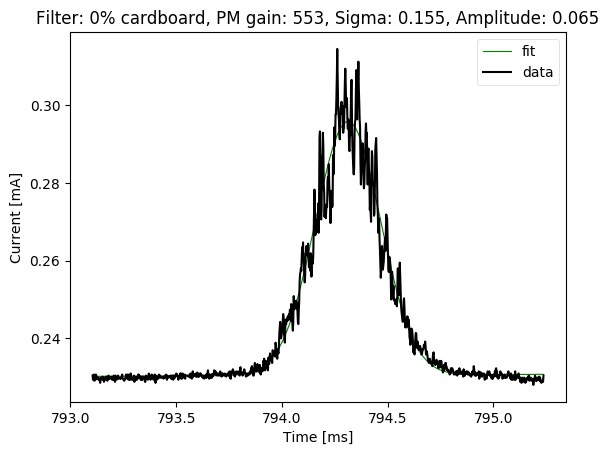 Filter: 0% cardboard, PM gain: 553, Sigma: 0.155, Amplitude: 0.065
fit
data
0.30
0.28
0.26
0.24
Current [mA]
793.0 793.5 794.0 794.5 795.0
Time [ms]